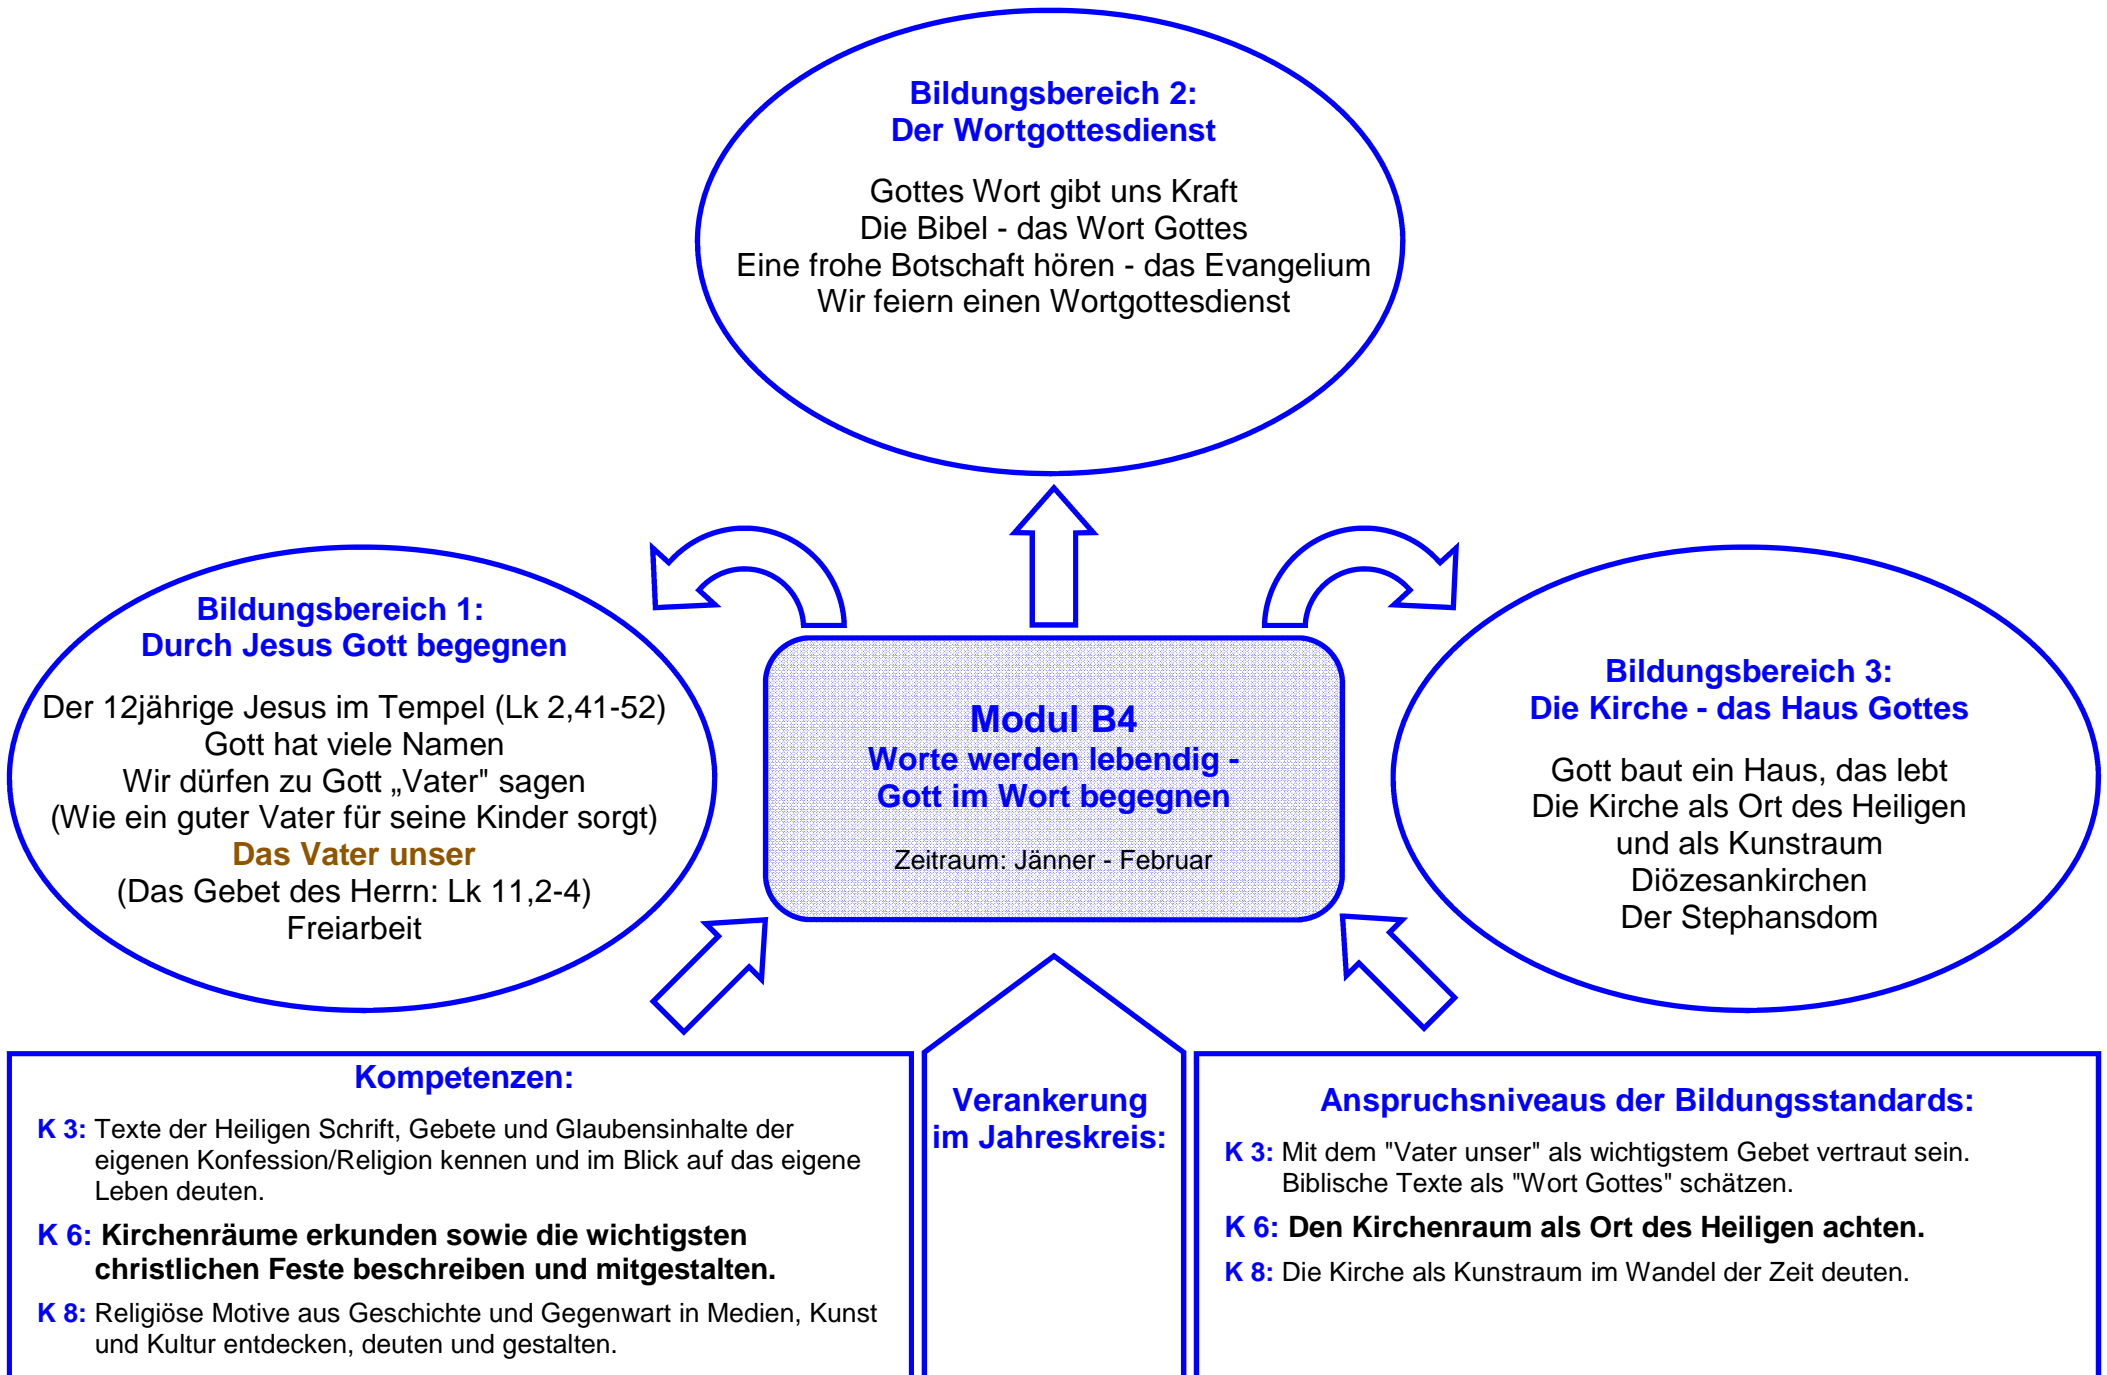 Bildungsbereich 2:
Der Wortgottesdienst
Gottes Wort gibt uns Kraft
Die Bibel - das Wort Gottes
Eine frohe Botschaft hören - das Evangelium
Wir feiern einen Wortgottesdienst
Bildungsbereich 1:
Durch Jesus Gott begegnen
Der 12jährige Jesus im Tempel (Lk 2,41-52)
Gott hat viele Namen
Wir dürfen zu Gott „Vater" sagen
(Wie ein guter Vater für seine Kinder sorgt)
Das Vater unser
(Das Gebet des Herrn: Lk 11,2-4)
Freiarbeit
Modul B4
Worte werden lebendig -
Gott im Wort begegnen
Zeitraum: Jänner - Februar
Bildungsbereich 3:
Die Kirche - das Haus Gottes
Gott baut ein Haus, das lebt
Die Kirche als Ort des Heiligen
und als Kunstraum
Diözesankirchen
Der Stephansdom
Kompetenzen:
K 3: Texte der Heiligen Schrift, Gebete und Glaubensinhalte der
eigenen Konfession/Religion kennen und im Blick auf das eigene
Leben deuten.
K 6: Kirchenräume erkunden sowie die wichtigsten
christlichen Feste beschreiben und mitgestalten.
K 8: Religiöse Motive aus Geschichte und Gegenwart in Medien, Kunst
und Kultur entdecken, deuten und gestalten.
Verankerung
im Jahreskreis:
Anspruchsniveaus der Bildungsstandards:
K 3: Mit dem "Vater unser" als wichtigstem Gebet vertraut sein.
Biblische Texte als "Wort Gottes" schätzen.
K 6: Den Kirchenraum als Ort des Heiligen achten.
K 8: Die Kirche als Kunstraum im Wandel der Zeit deuten.